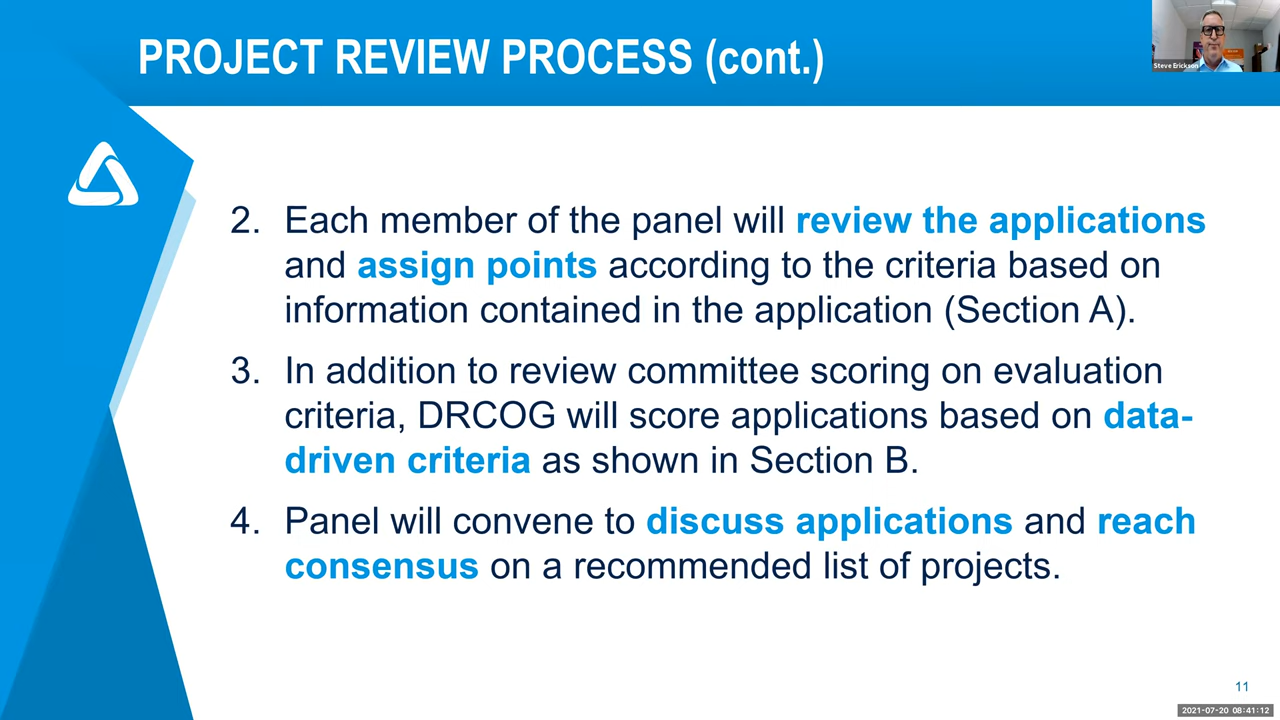 PROJECT REVIEW PROCESS (cont.)
Steve Erickson
2. Each member of the panel will review the applications
and assign points according to the criteria based on
information contained in the application (Section A).
3. In addition to review committee scoring on evaluation
criteria, DRCOG will score applications based on data-
driven criteria as shown in Section B.
4. Panel will convene to discuss applications and reach
consensus on a recommended list of projects.
11
2021-07-20 08:41:12